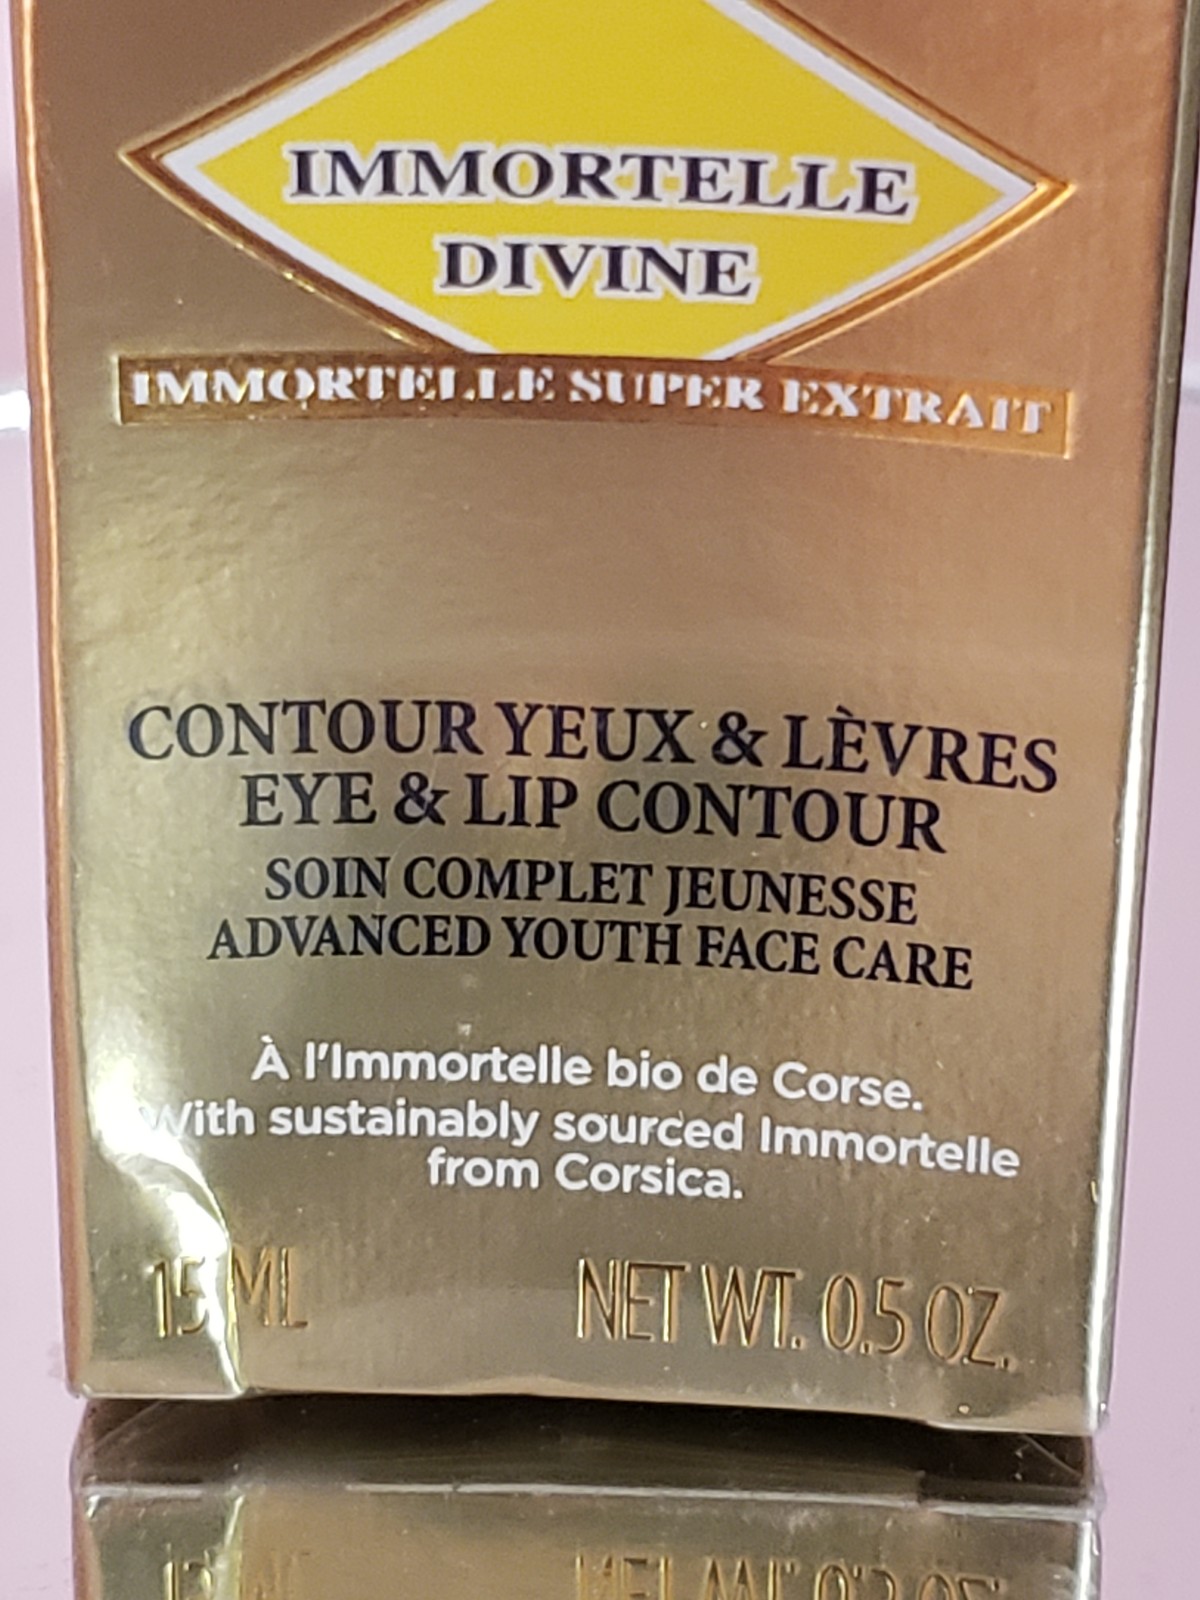 IMMORTELLE
DIVINE
IMMORTELLE SUPER EXTRAIT
CONTOUR YEUX & LÈVRES
EYE & LIP CONTOUR
SOIN COMPLET JEUNESSE
ADVANCED YOUTH FACE CARE
À l'Immortelle bio de Corse.
With sustainably sourced Immortelle
from Corsica.
15 ML NET WT. 0.5 OZ.